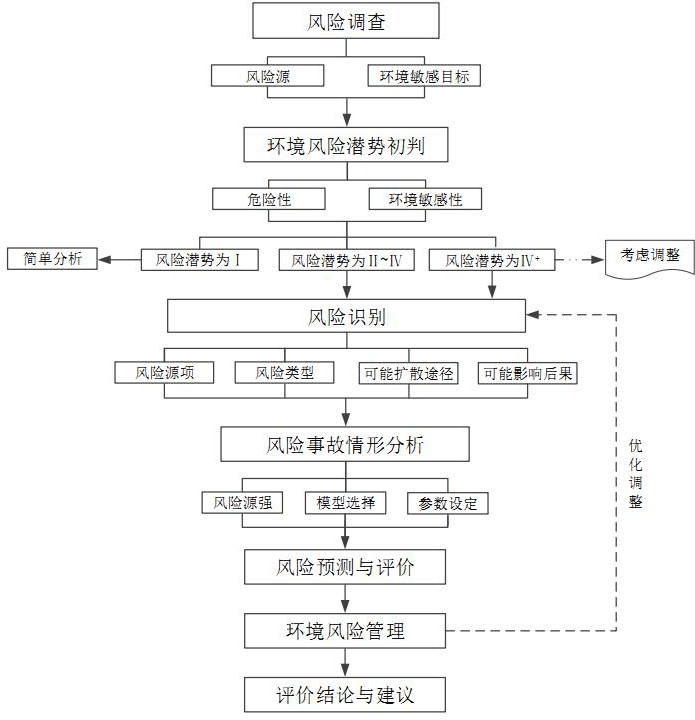 风险调查
风险源
环境敏感目标
环境风险潜势初判
危险性
环境敏感性
简单分析
风险潜势为Ⅰ
风险潜势为Ⅱ~Ⅳ
风险潜势为Ⅳ⁺
考虑调整
风险识别
风险源项
风险类型
可能扩散途径
可能影响后果
风险事故情形分析
优化调整
风险源强
模型选择
参数设定
风险预测与评价
环境风险管理
评价结论与建议